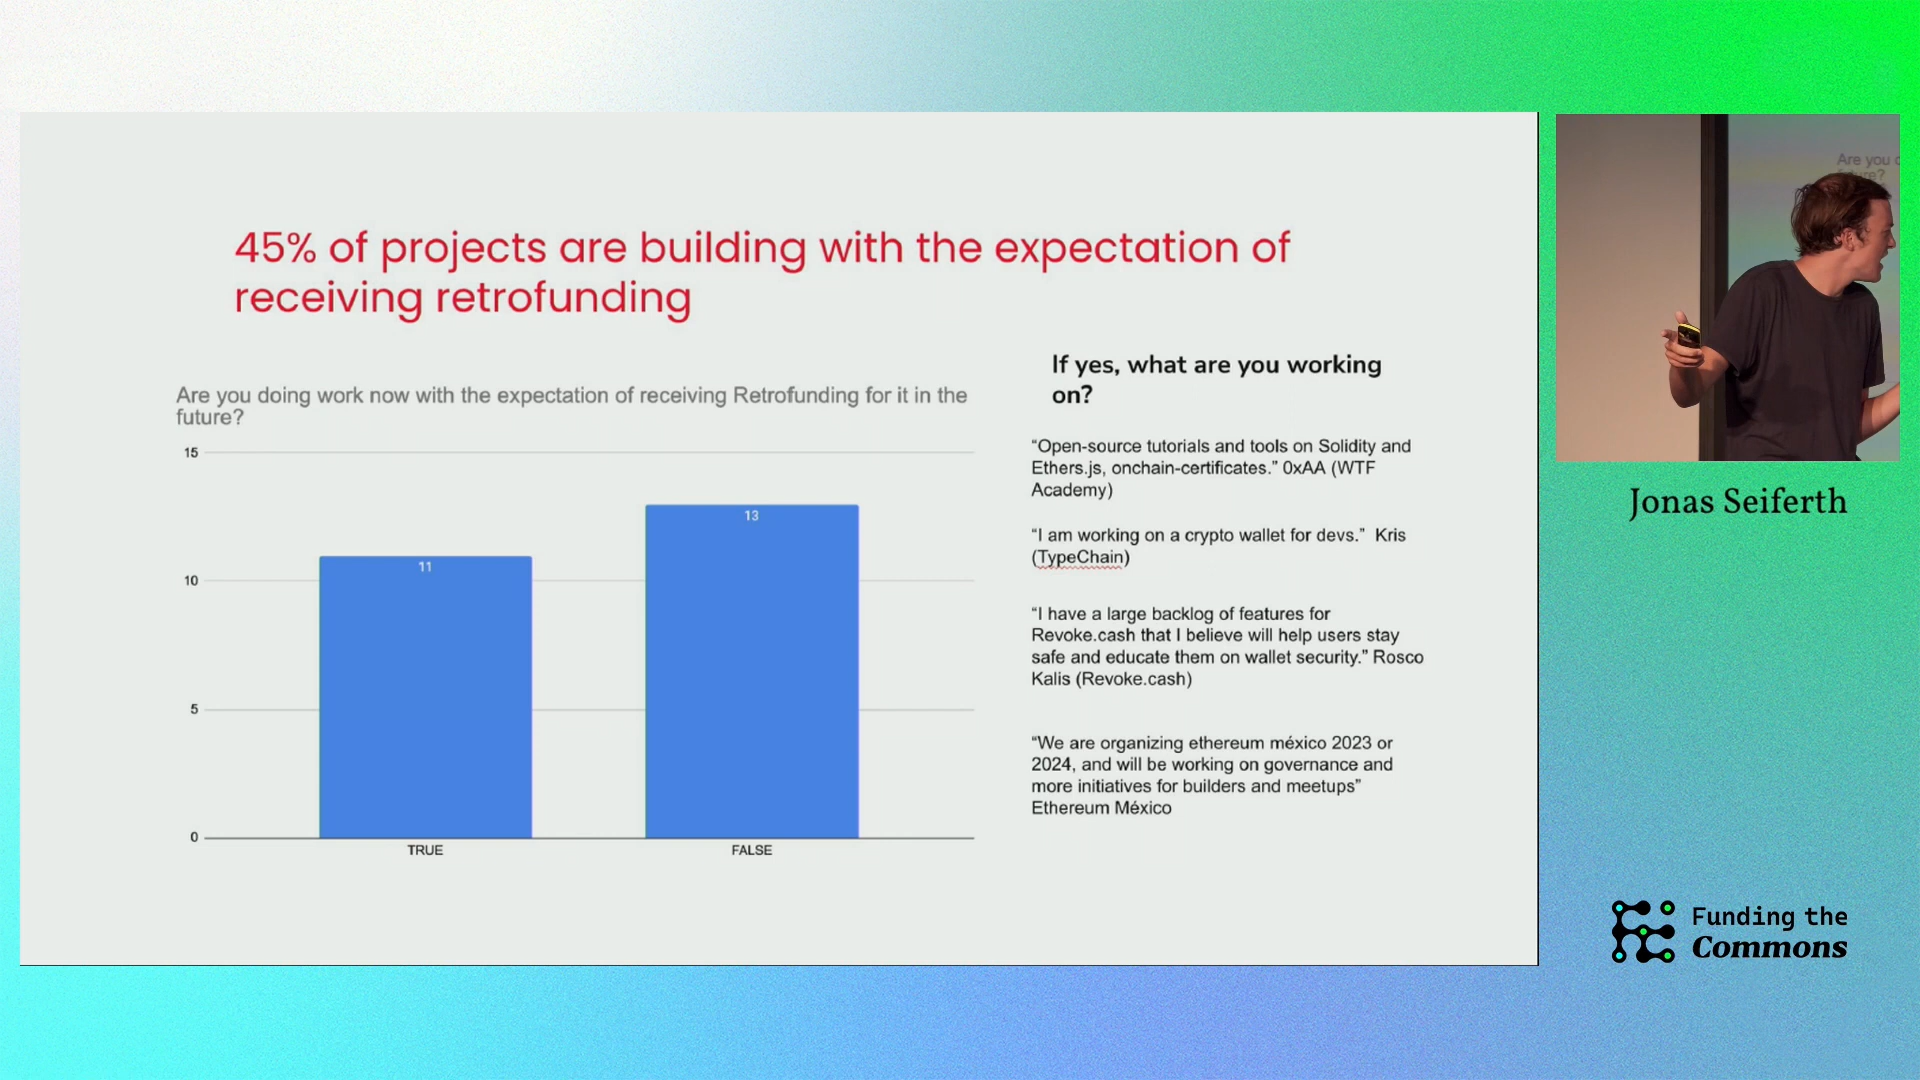 45% of projects are building with the expectation of
receiving retrofunding
Are you doing work now with the expectation of receiving Retrofunding for it in the
future?
15
10
5
0
11
13
TRUE
FALSE
If yes, what are you working
on?
“Open-source tutorials and tools on Solidity and
Ethers.js, onchain-certificates.” 0xAA (WTF
Academy)
“I am working on a crypto wallet for devs.”  Kris
(TypeChain)
“I have a large backlog of features for
Revoke.cash that I believe will help users stay
safe and educate them on wallet security.” Rosco
Kalis (Revoke.cash)
“We are organizing ethereum méxico 2023 or
2024, and will be working on governance and
more initiatives for builders and meetups”
Ethereum México
Are you
Jonas Seiferth
Funding the
Commons